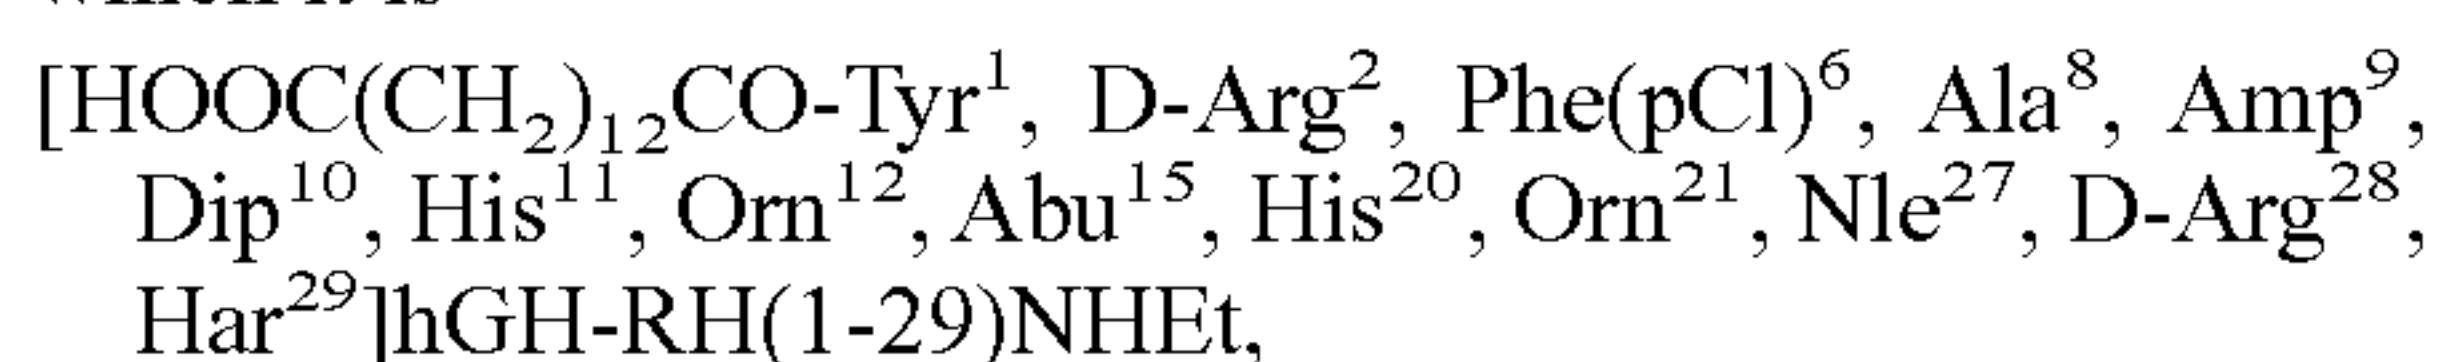 [HOOC(CH₂)₁₂CO-Tyr¹, D-Arg², Phe(pCl)⁶, Ala⁸, Amp⁹,
Dip¹⁰, His¹¹, Orn¹², Abu¹⁵, His²⁰, Orn²¹, Nle²⁷, D-Arg²⁸,
Har²⁹]hGH-RH(1-29)NHEt,